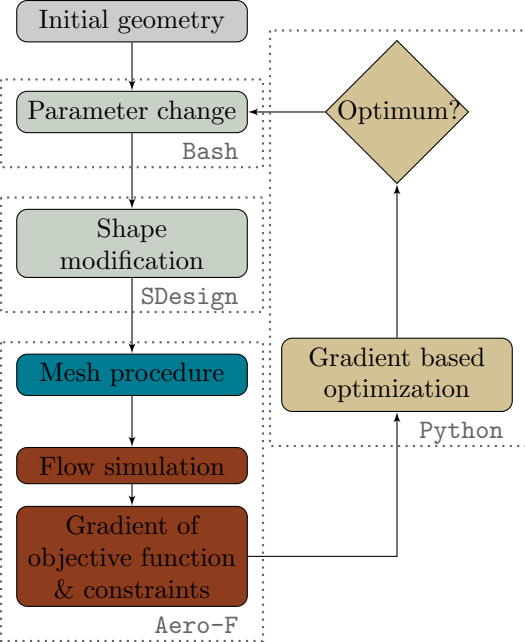 Initial geometry
Parameter change
Bash
Optimum?
Shape
modification
SDesign
Mesh procedure
Gradient based
optimization
Python
Flow simulation
Gradient of
objective function
& constraints
Aero-F